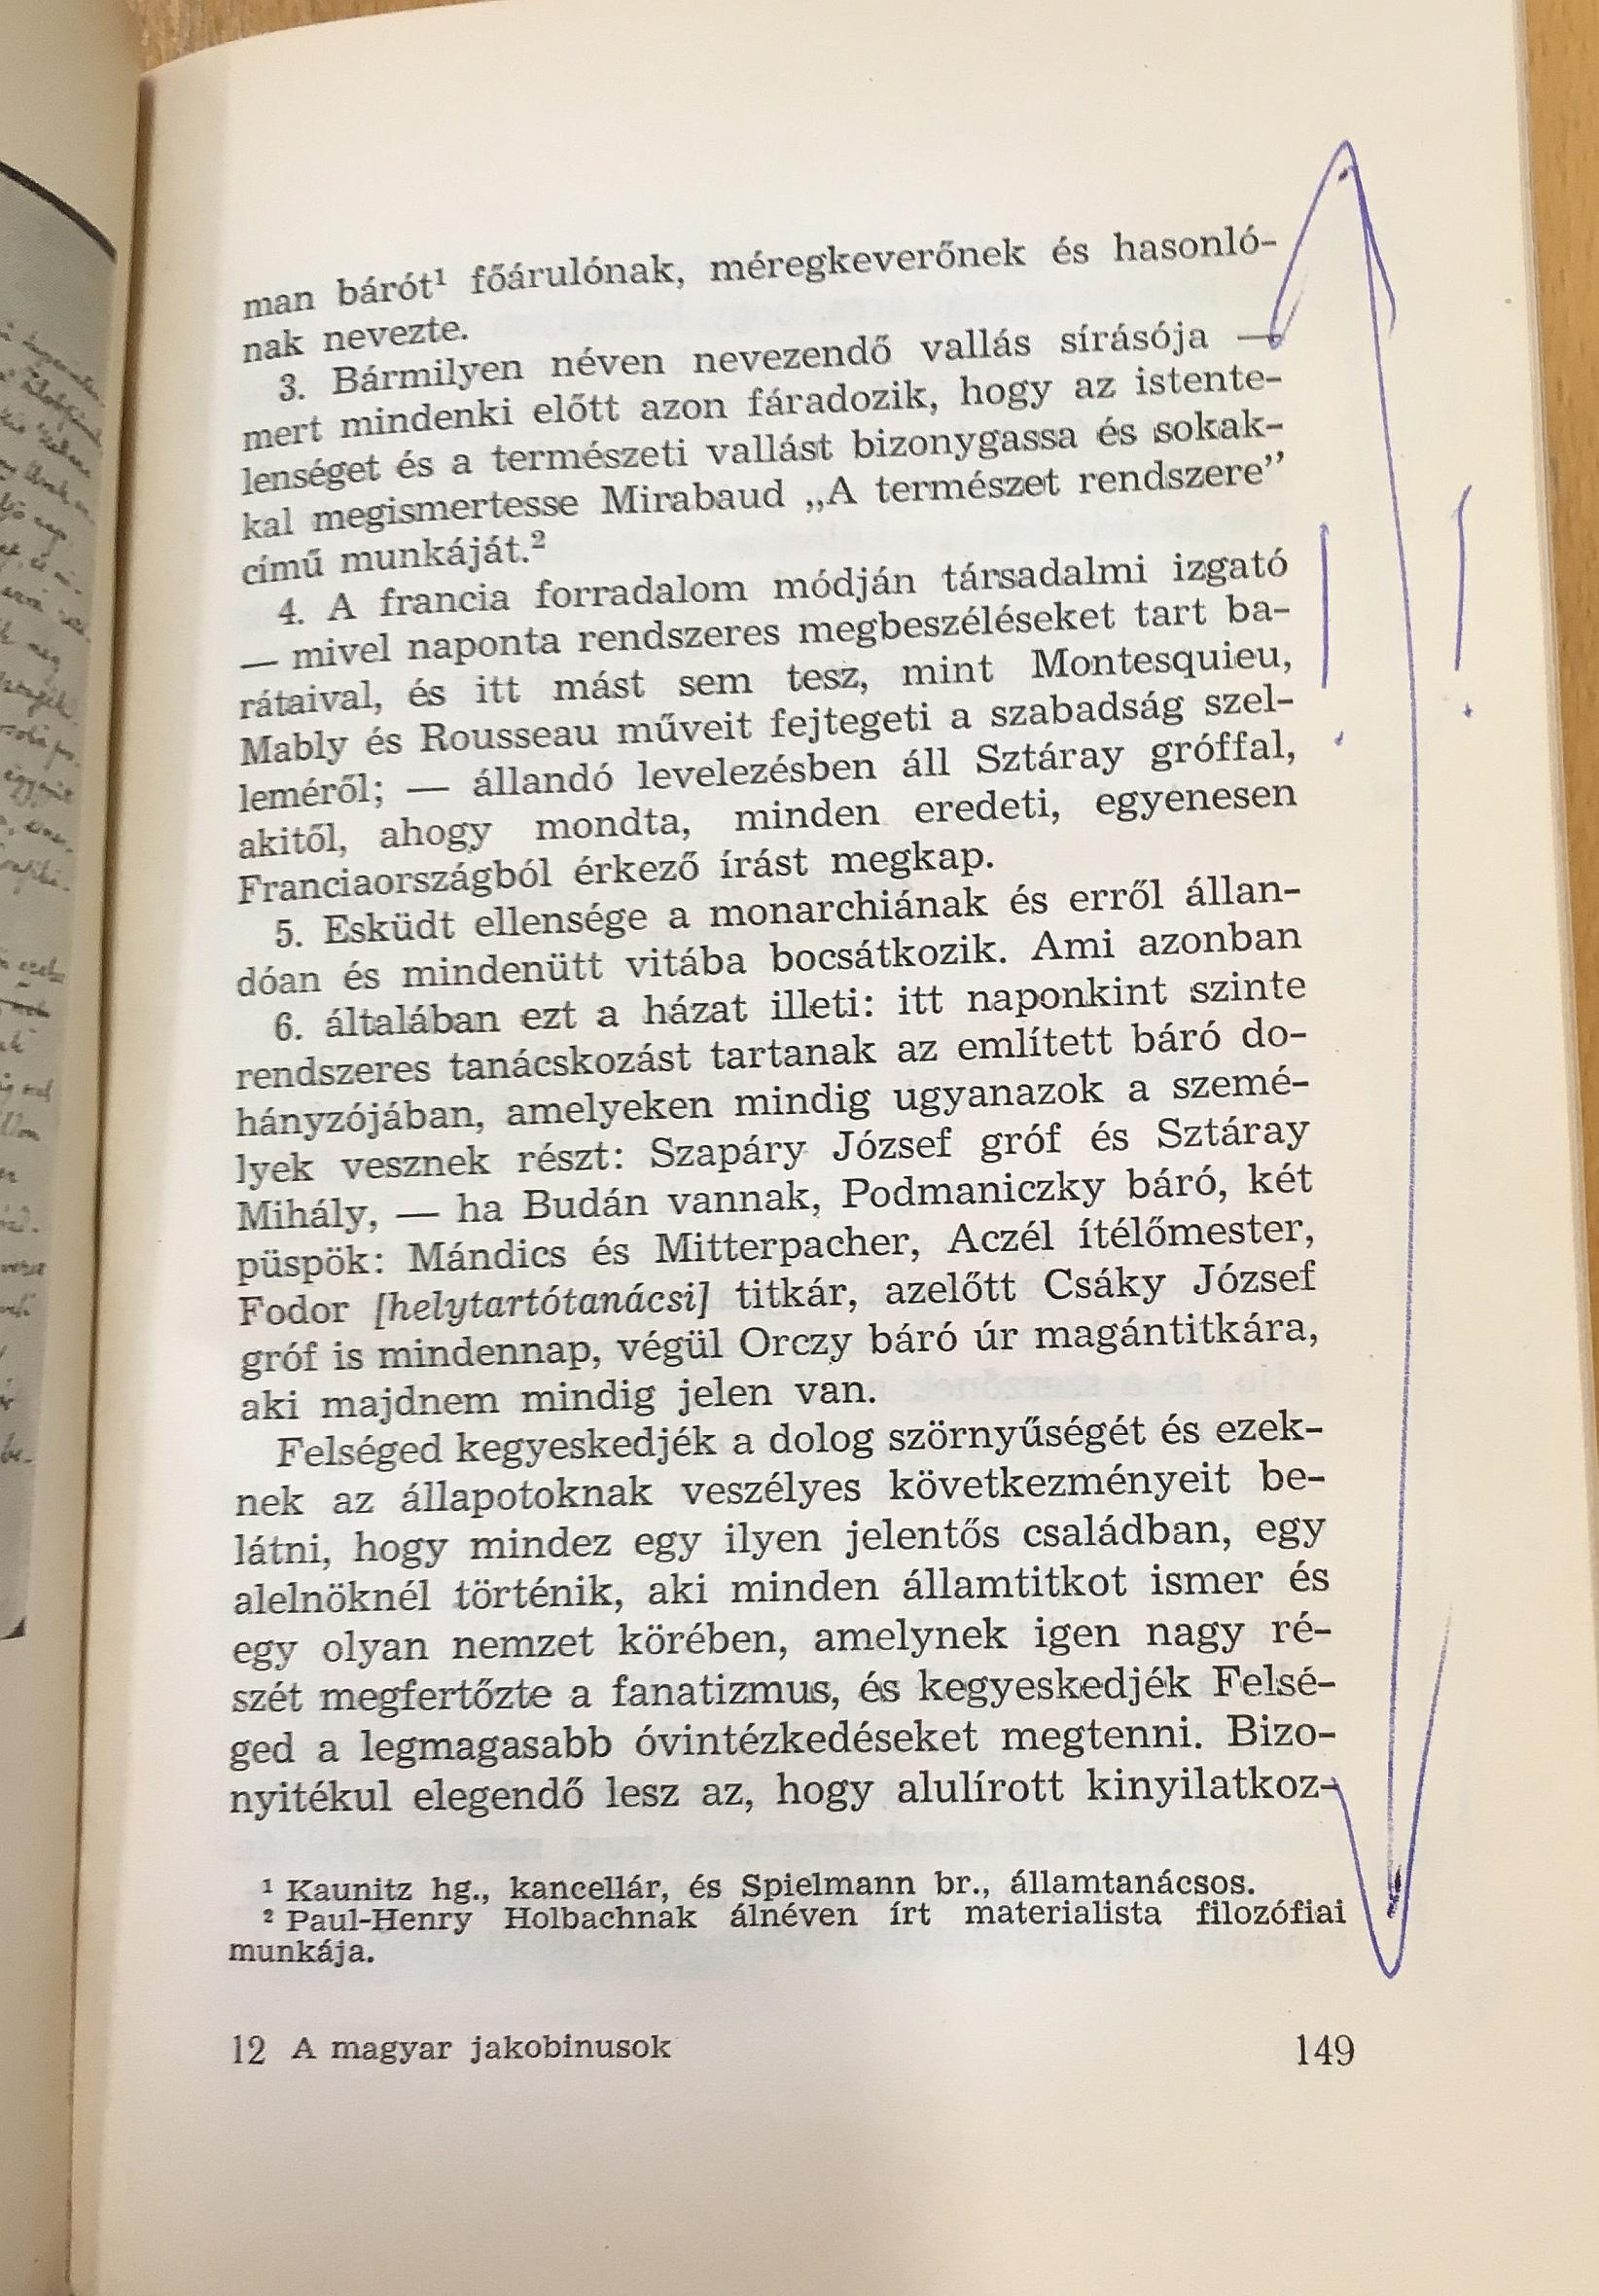 man bárót¹ főárulónak, méregkeverőnek és hasonló-
nak nevezte.
3. Bármilyen néven nevezendő vallás sírásója —
mert mindenki előtt azon fáradozik, hogy az istente-
lenséget és a természeti vallást bizonygassa és sokak-
kal megismertesse Mirabaud „A természet rendszere”
című munkáját.²
4. A francia forradalom módján társadalmi izgató
— mivel naponta rendszeres megbeszéléseket tart ba-
rátaival, és itt mást sem tesz, mint Montesquieu,
Mably és Rousseau műveit fejtegeti a szabadság szel-
leméről; — állandó levelezésben áll Sztáray gróffal,
akitől, ahogy mondta, minden eredeti, egyenesen
Franciaországból érkező írást megkap.
5. Esküdt ellensége a monarchiának és erről állan-
dóan és mindenütt vitába bocsátkozik. Ami azonban
6. általában ezt a házat illeti: itt naponkint szinte
rendszeres tanácskozást tartanak az említett báró do-
hányzójában, amelyeken mindig ugyanazok a szemé-
lyek vesznek részt: Szapáry József gróf és Sztáray
Mihály, — ha Budán vannak, Podmaniczky báró, két
püspök: Mándics és Mitterpacher, Aczél ítélőmester,
Fodor [helytartótanácsi] titkár, azelőtt Csáky József
gróf is mindennap, végül Orczy báró úr magántitkára,
aki majdnem mindig jelen van.
Felséged kegyeskedjék a dolog szörnyűségét és ezek-
nek az állapotoknak veszélyes következményeit be-
látni, hogy mindez egy ilyen jelentős családban, egy
alelnöknél történik, aki minden államtitkot ismer és
egy olyan nemzet körében, amelynek igen nagy ré-
szét megfertőzte a fanatizmus, és kegyeskedjék Felsé-
ged a legmagasabb óvintézkedéseket megtenni. Bizo-
nyitékul elegendő lesz az, hogy alulírott kinyilatkoz-
¹ Kaunitz hg., kancellár, és Spielmann br., államtanácsos.
² Paul-Henry Holbachnak álnéven írt materialista filozófiai
munkája.
12 A magyar jakobinusok
149